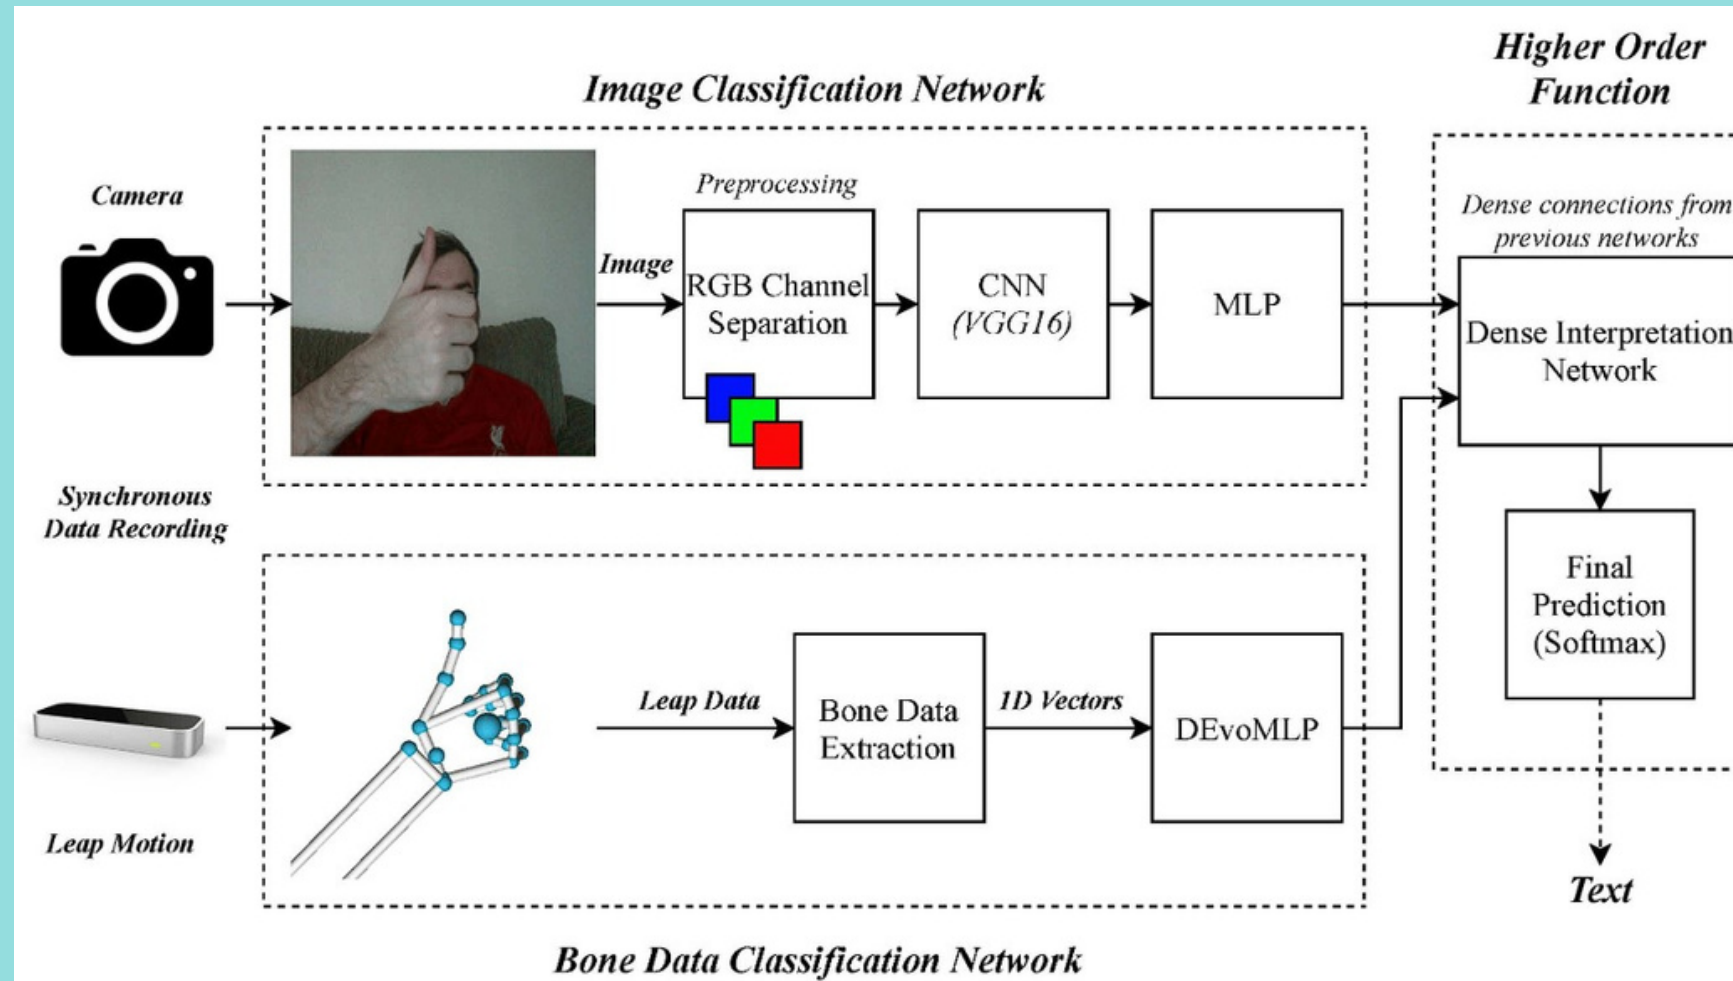 Higher Order
Function
Image Classification Network
Camera
Preprocessing
Dense connections from
previous networks
Image
RGB Channel
Separation
CNN
(VGG16)
MLP
Dense Interpretation
Network
Synchronous
Data Recording
Final
Prediction
(Softmax)
Leap Data
Bone Data
Extraction
1D Vectors
DEvoMLP
Leap Motion
Text
Bone Data Classification Network